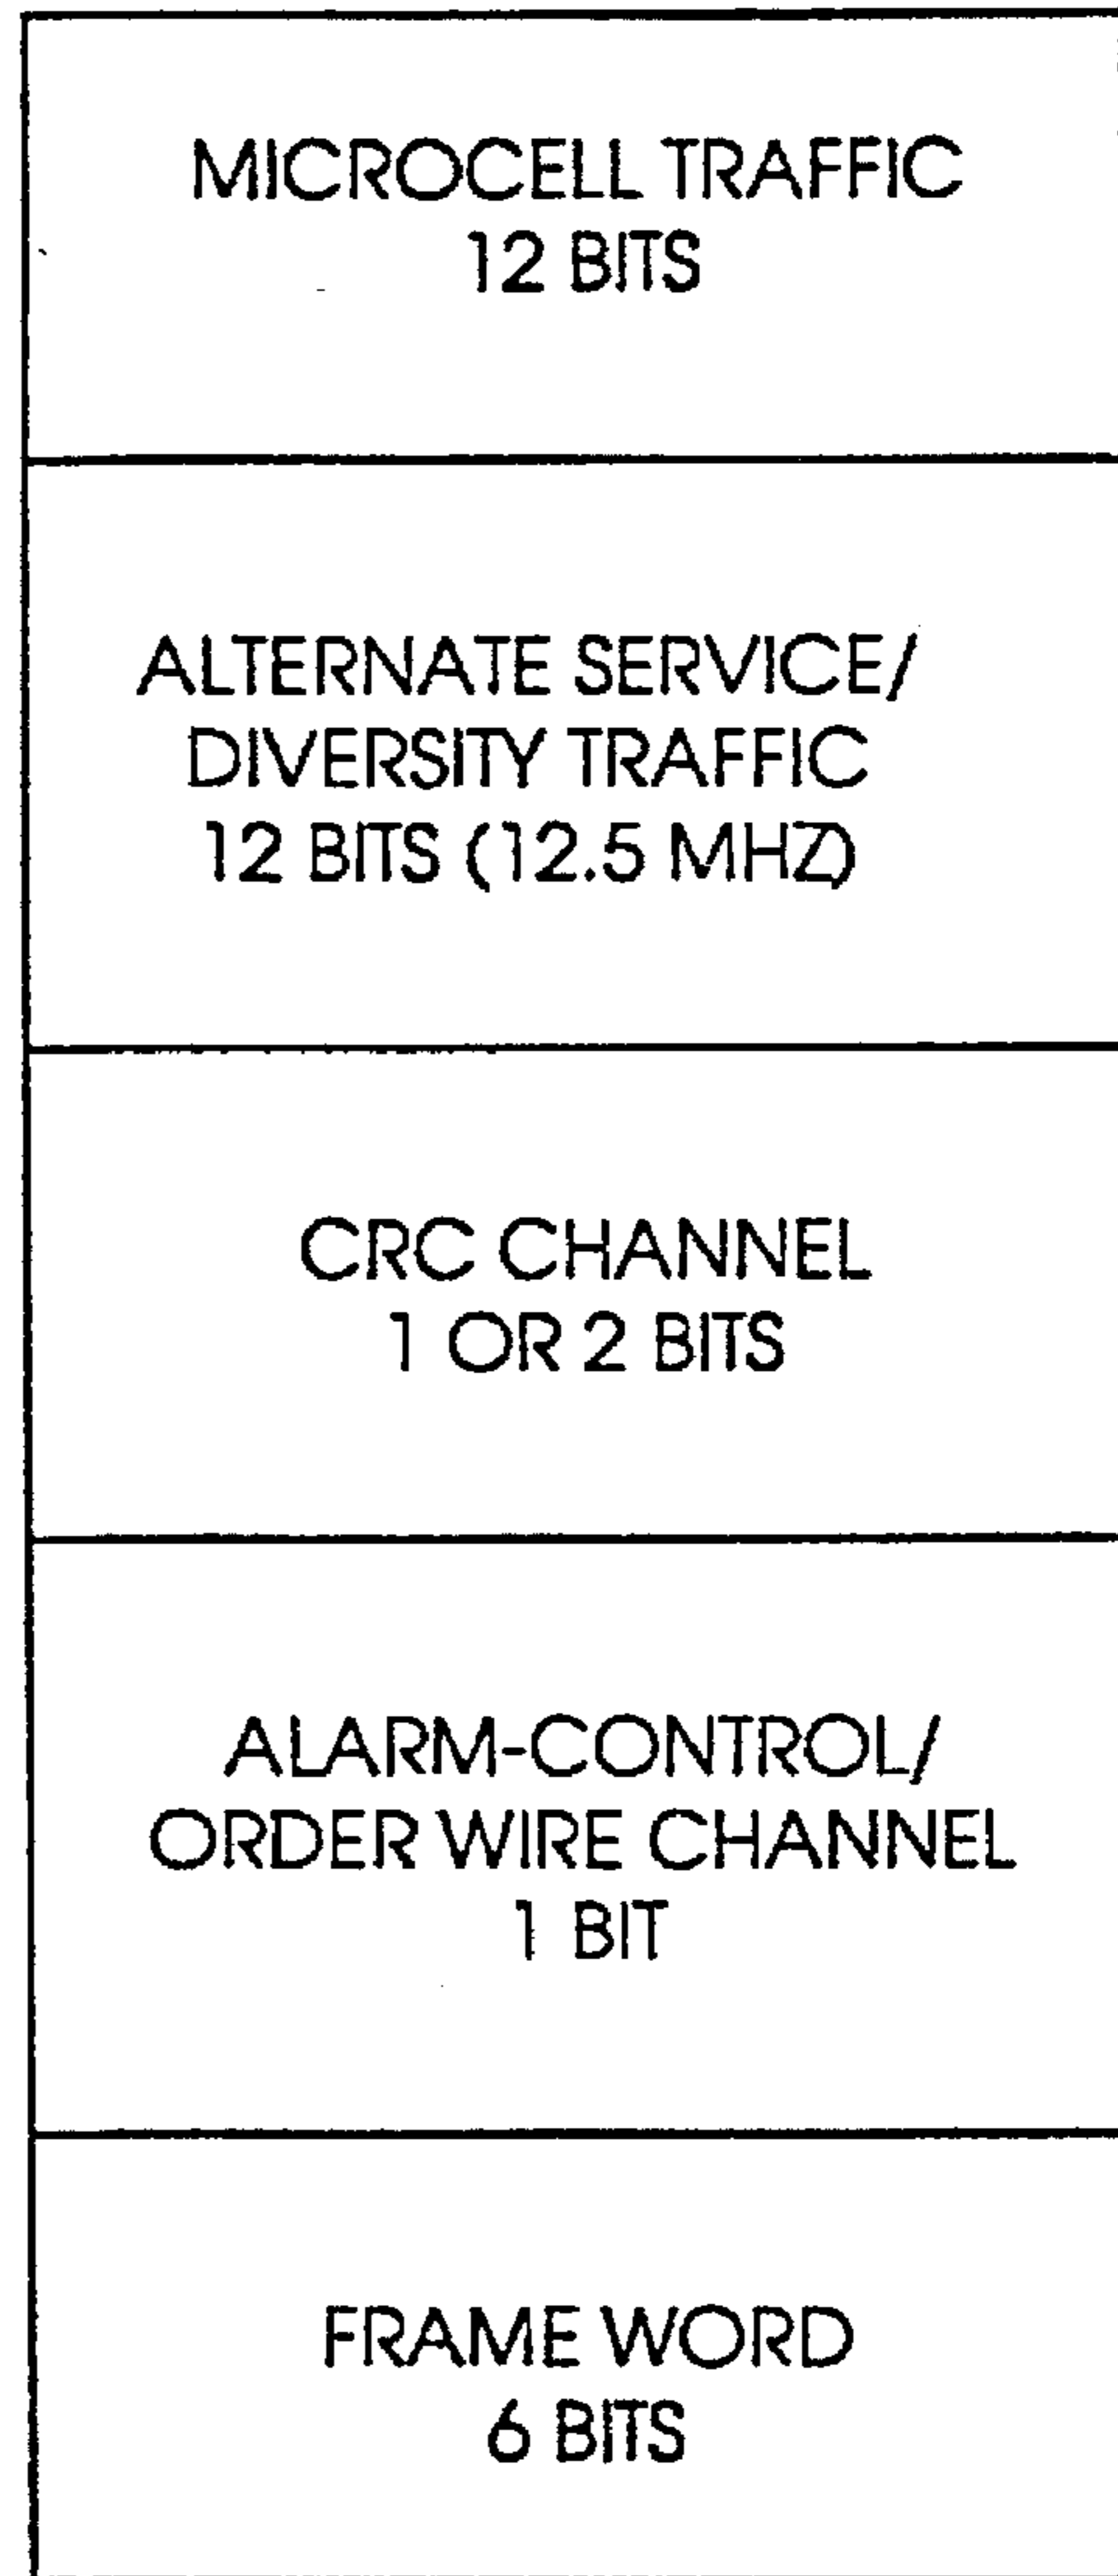 MICROCELL TRAFFIC
12 BITS
ALTERNATE SERVICE/
DIVERSITY TRAFFIC
12 BITS (12.5 MHZ)
CRC CHANNEL
1 OR 2 BITS
ALARM-CONTROL/
ORDER WIRE CHANNEL
1 BIT
FRAME WORD
6 BITS